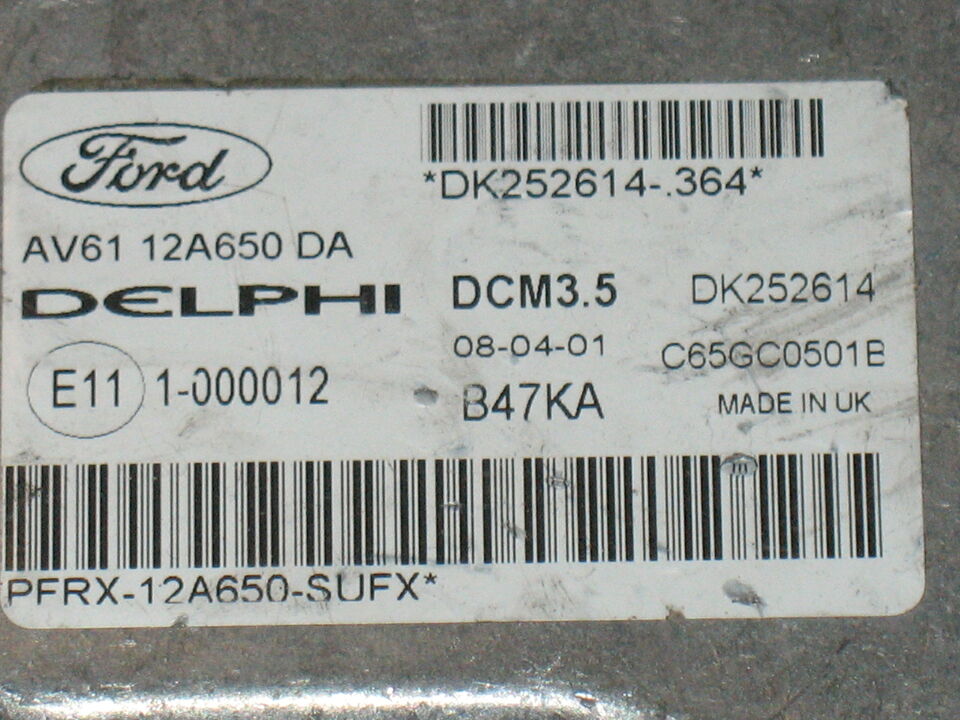 Ford
*DK252614-.364*
AV61 12A650 DA
DELPHI
DCM3.5
DK252614
08-04-01
C65GC0501B
E11 1-000012
B47KA
MADE IN UK
PFRX-12A650-SUFX*